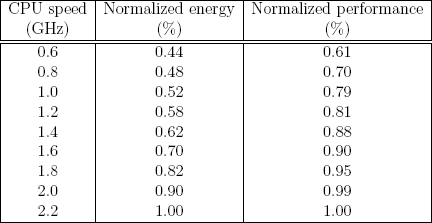 CPU speed Normalized energy Normalized performance
(GHz) (%) (%)
0.6 0.44 0.61
0.8 0.48 0.70
1.0 0.52 0.79
1.2 0.58 0.81
1.4 0.62 0.88
1.6 0.70 0.90
1.8 0.82 0.95
2.0 0.90 0.99
2.2 1.00 1.00